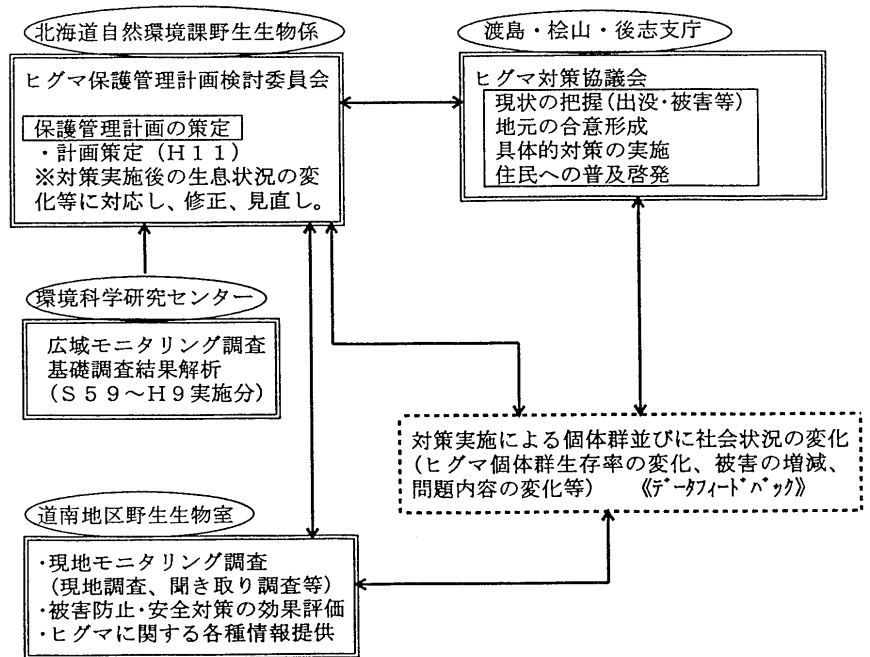 北海道自然環境課野生生物係
ヒグマ保護管理計画検討委員会
保護管理計画の策定
・計画策定（Ｈ１１）
※対策実施後の生息状況の変
化等に対応し、修正、見直し。
渡島・桧山・後志支庁
ヒグマ対策協議会
現状の把握(出没･被害等)
地元の合意形成
具体的対策の実施
住民への普及啓発
環境科学研究センター
広域モニタリング調査
基礎調査結果解析
（Ｓ５９～Ｈ９実施分）
対策実施による個体群並びに社会状況の変化
（ヒグマ個体群生存率の変化、被害の増減、
問題内容の変化等）　《ﾃﾞｰﾀﾌｨｰﾄﾞﾊﾞｯｸ》
道南地区野生生物室
・現地モニタリング調査
（現地調査、聞き取り調査等）
・被害防止・安全対策の効果評価
・ヒグマに関する各種情報提供